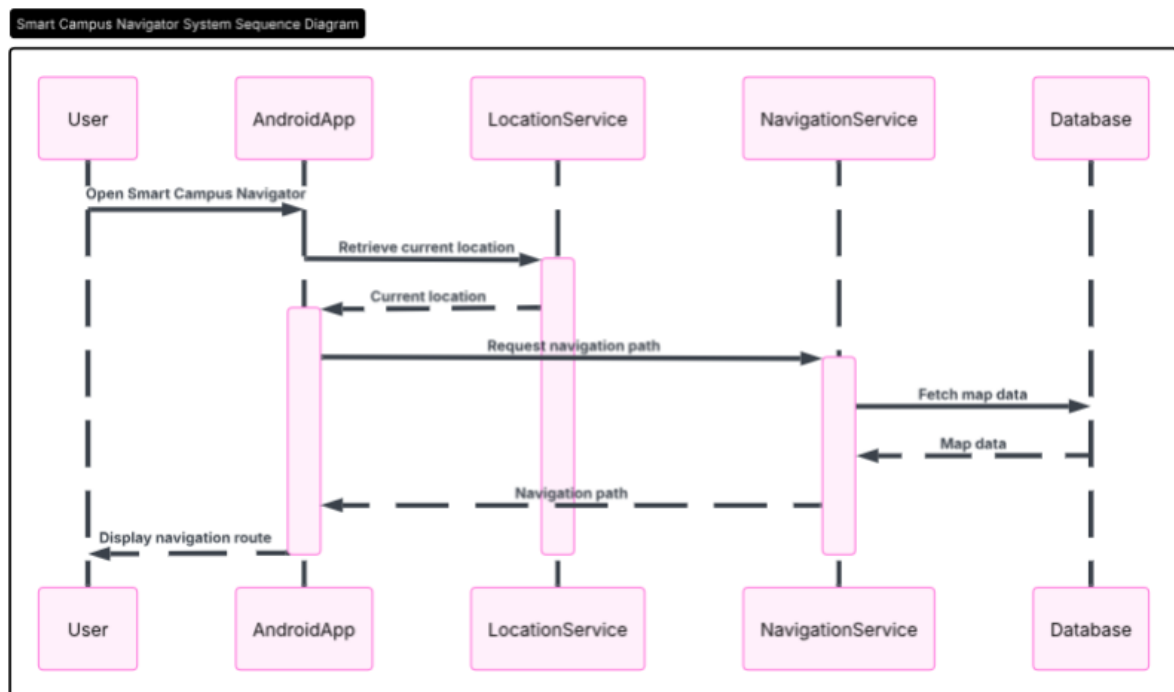 Smart Campus Navigator System Sequence Diagram
User
AndroidApp
LocationService
NavigationService
Database
Open Smart Campus Navigator
Retrieve current location
Current location
Request navigation path
Fetch map data
Map data
Navigation path
Display navigation route
User
AndroidApp
LocationService
NavigationService
Database